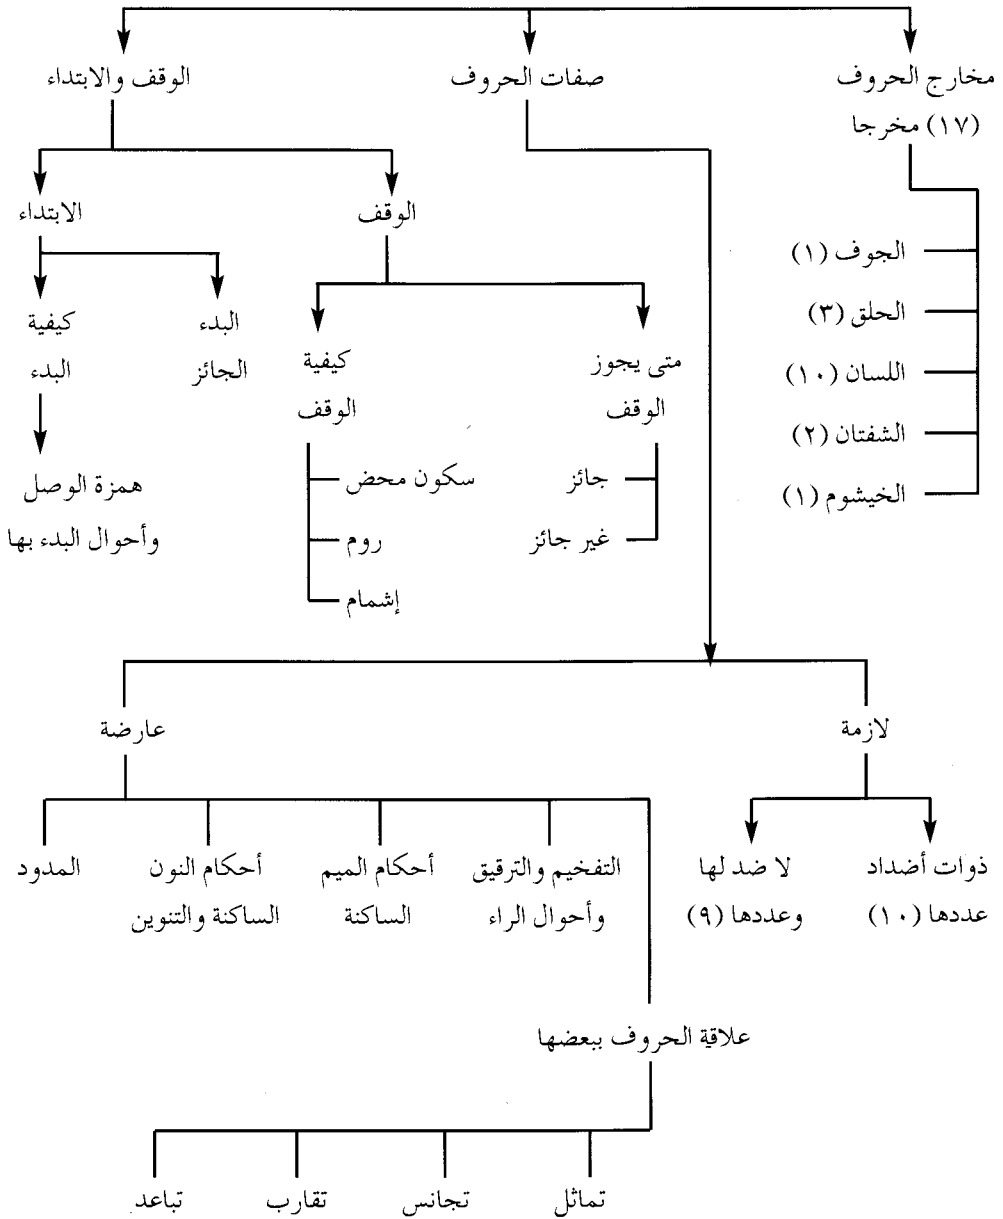 مخارج الحروف
(١٧) مخرجا
الجوف (١)
الحلق (٣)
اللسان (١٠)
الشفتان (٢)
الخيشوم (١)
صفات الحروف
الوقف والابتداء
الوقف
الابتداء
متى يجوز
الوقف
جائز
غير جائز
كيفية
الوقف
سكون محض
روم
إشمام
البدء
الجائز
كيفية
البدء
همزة الوصل
وأحوال البدء بها
لازمة
عارضة
ذوات أضداد
عددها (١٠)
لا ضد لها
وعددها (٩)
التفخيم والترقيق
وأحوال الراء
أحكام الميم
الساكنة
أحكام النون
الساكنة والتنوين
المدود
علاقة الحروف ببعضها
تماثل
تجانس
تقارب
تباعد